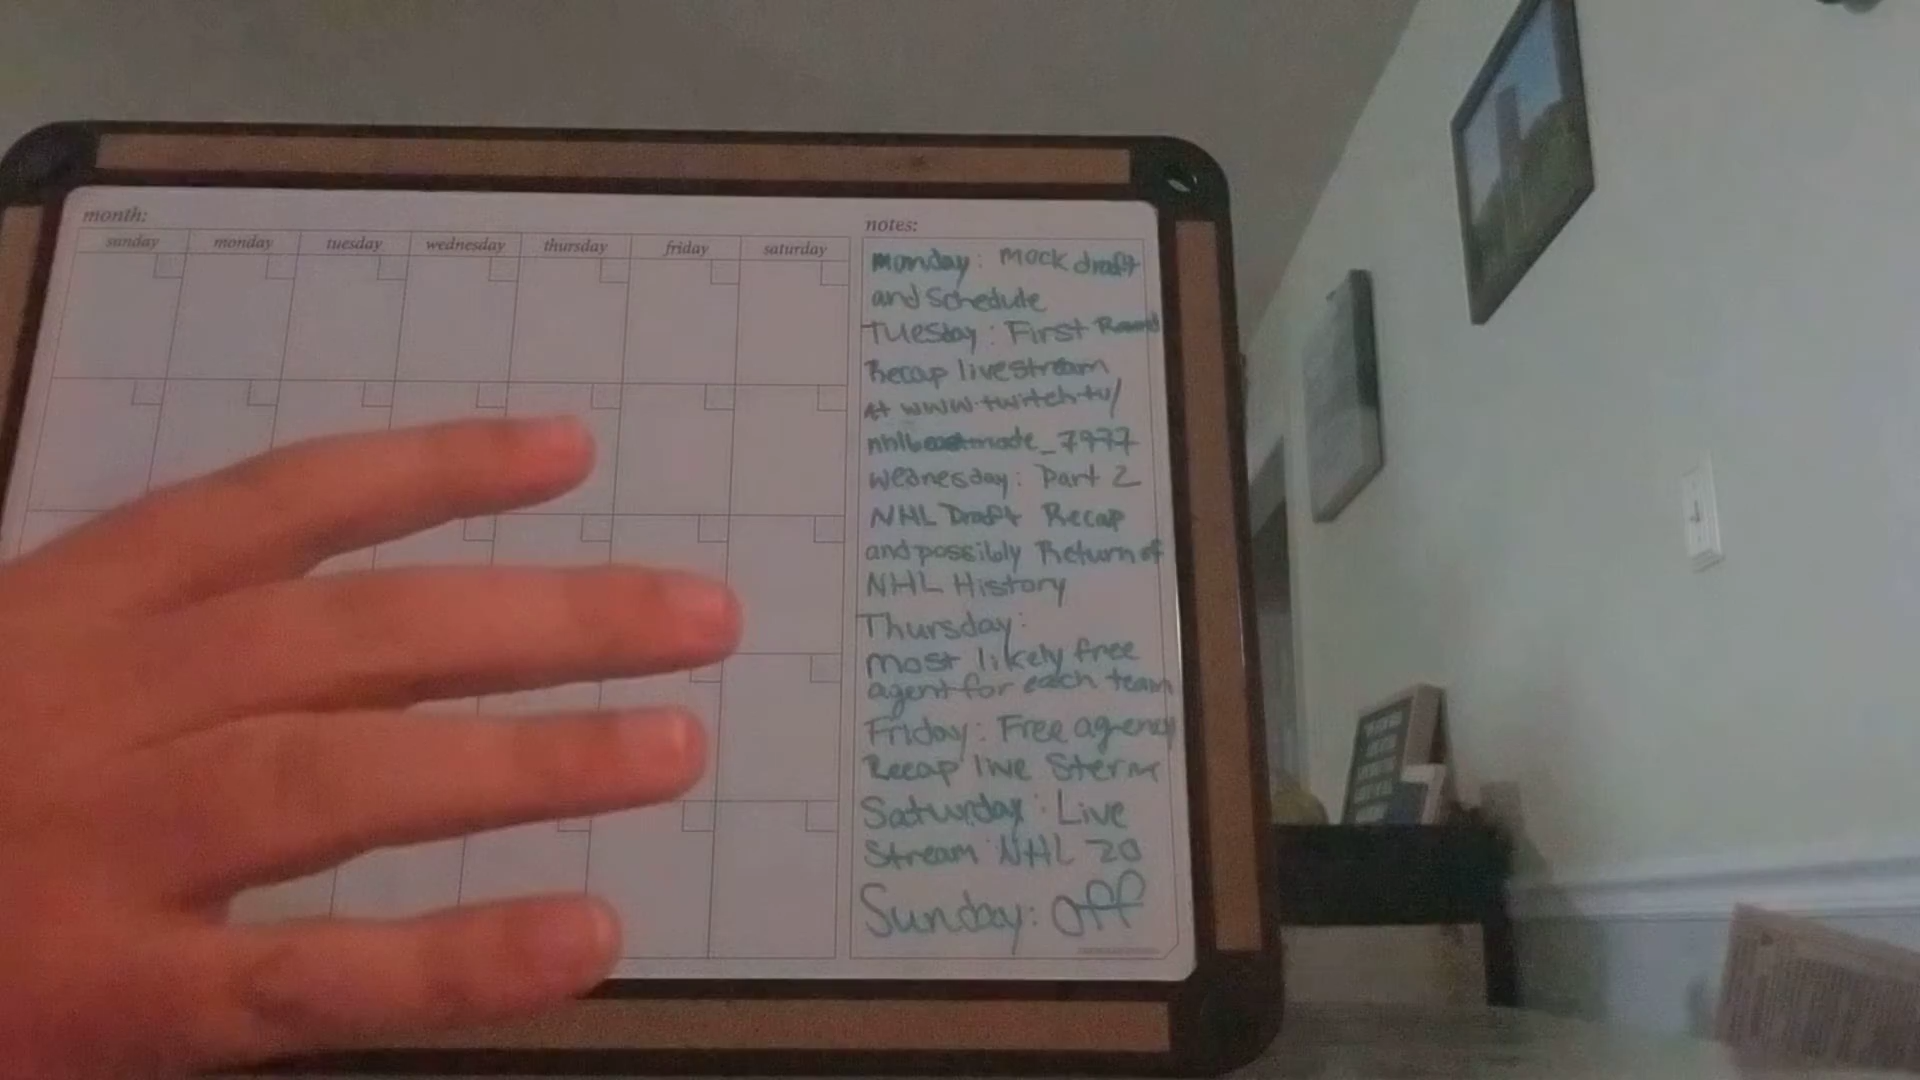 month:
sunday monday tuesday wednesday thursday friday saturday
notes:
monday: mock draft
and Schedule
Tuesday: First Round
Recap livestream
At www.twitch.tv/
nhlbeastmode_7977
Wednesday: Part 2
NHL Draft Recap
and possibly Return of
NHL History
Thursday:
most likely free
agent for each team
Friday: Free agency
Recap live Sterm
Saturday: Live
Stream NHL 20
Sunday: Off